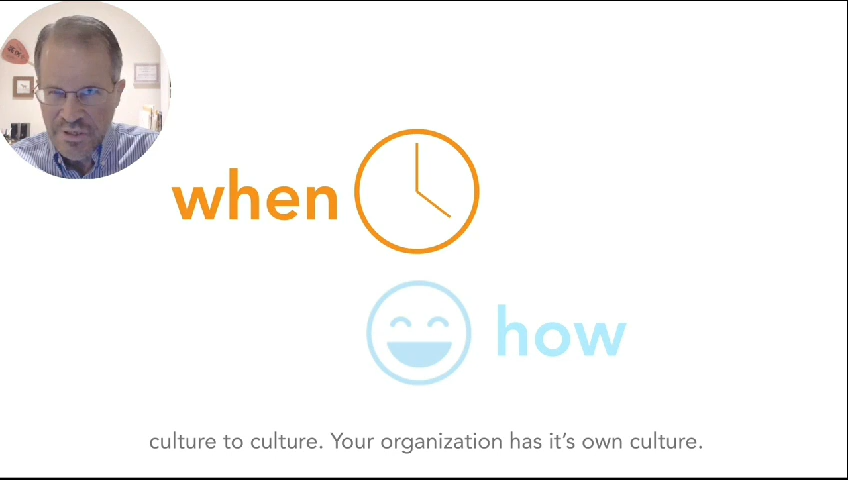 when
how
culture to culture. Your organization has it's own culture.